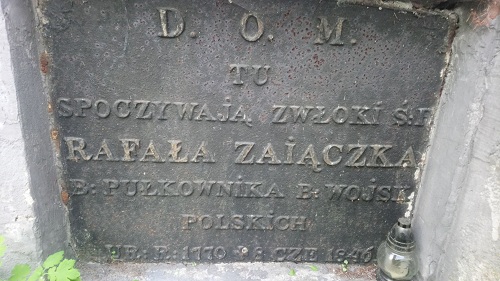 D. O. M.
TU
SPOCZYWAJĄ ZWŁOKI Ś:P
RAFAŁA ZAIĄCZKA
B: PUŁKOWNIKA B: WOJSK
POLSKICH
UR: R: 1770 CZE 1846